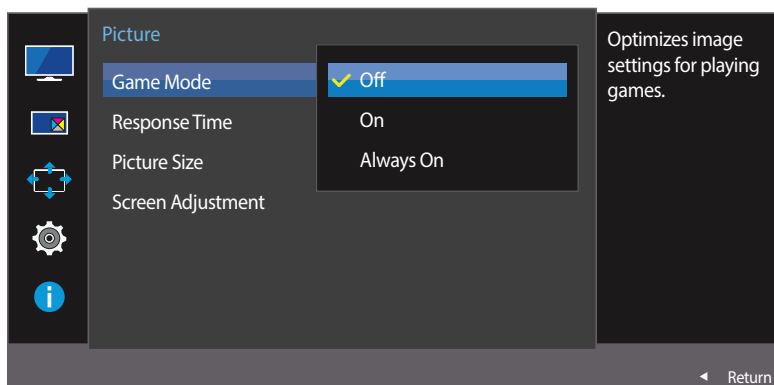 Picture
Game Mode
Response Time
Picture Size
Screen Adjustment
Off
On
Always On
Optimizes image
settings for playing
games.
i
Return